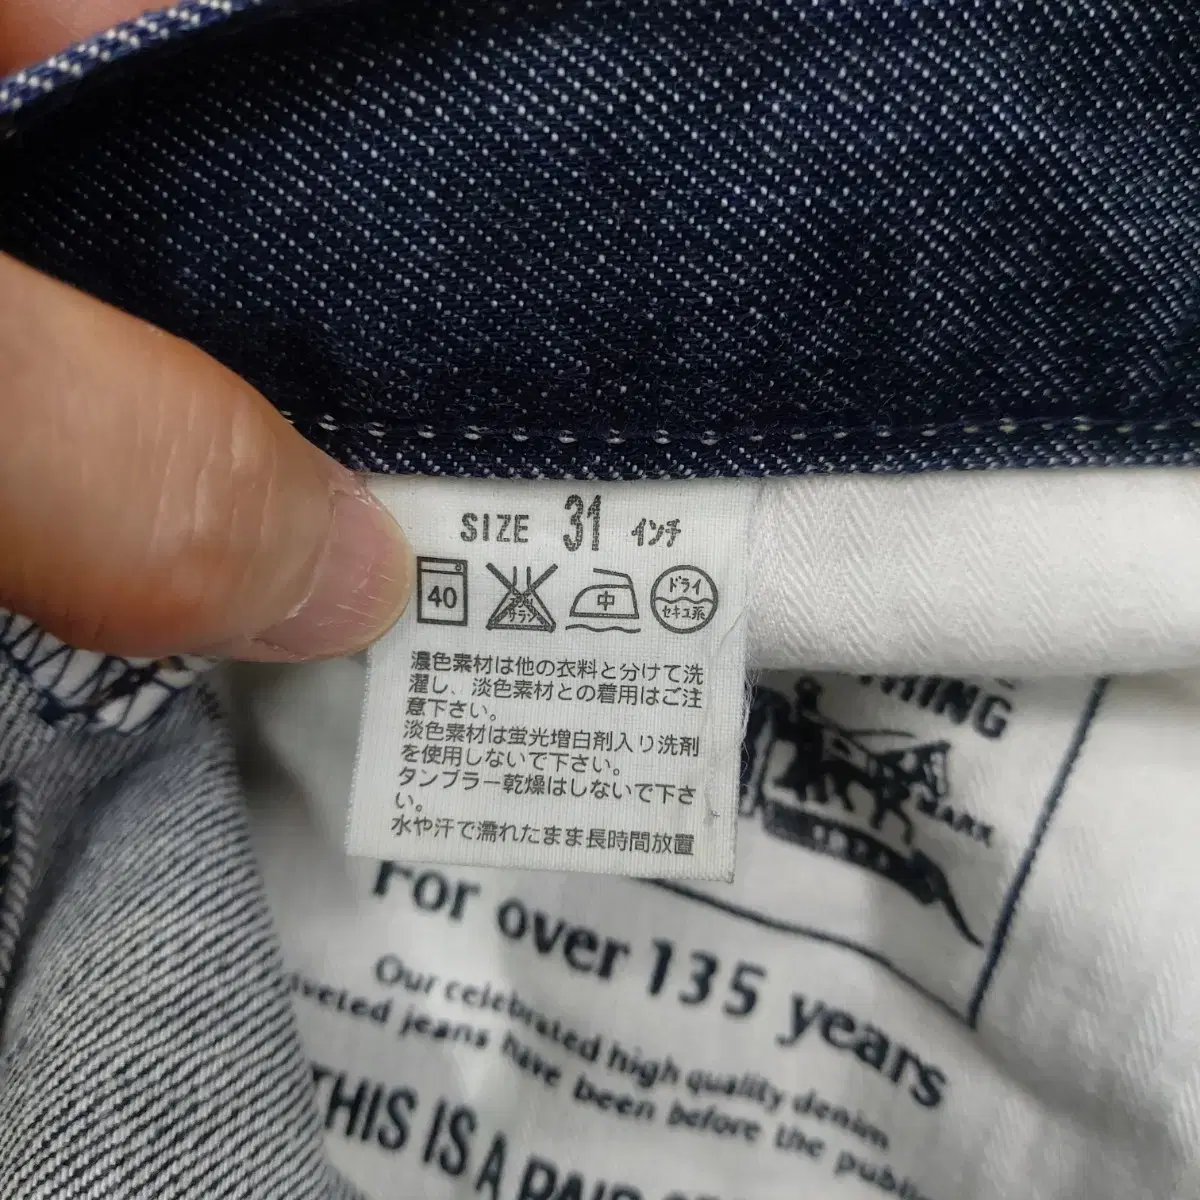 SIZE 31 インチ
40
エンソ
サラシ
中
ドライ
セキユ系
濃色素材は他の衣料と分けて洗
濯し、淡色素材との着用はご注
意下さい。
淡色素材は蛍光増白剤入り洗剤
を使用しないで下さい。
タンブラー乾燥はしないで下さ
い。
水や汗で濡れたまま長時間放置
For over 135 years
Our celebrated high quality denim
jeans have been before the
THIS IS A PAIR